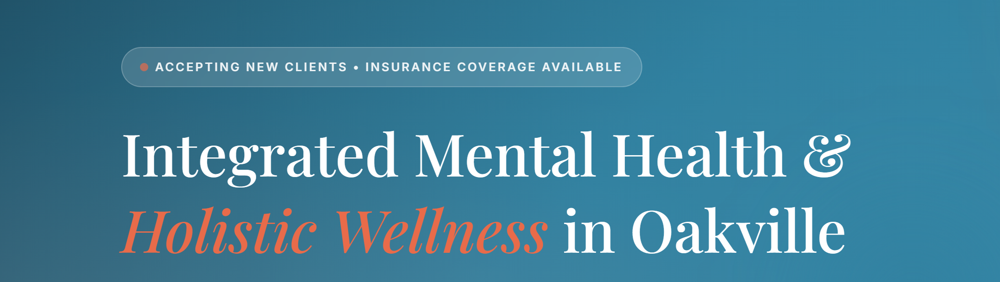 ACCEPTING NEW CLIENTS • INSURANCE COVERAGE AVAILABLE
Integrated Mental Health &
Holistic Wellness in Oakville